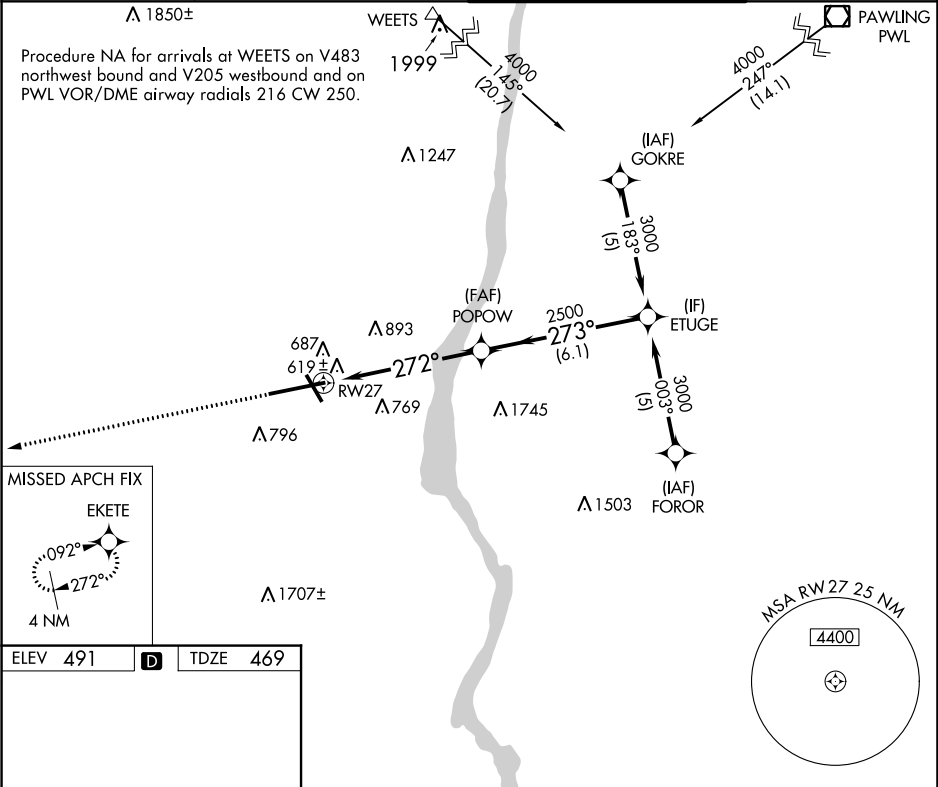 1850±
WEETS
PAWLING
PWL
Procedure NA for arrivals at WEETS on V483
northwest bound and V205 westbound and on
PWL VOR/DME airway radials 216 CW 250.
1999
4000
145°
(20.7)
4000
247°
(14.1)
1247
(IAF)
GOKRE
3000
183°
(5)
(FAF)
POPOW
2500
273°
(6.1)
(IF)
ETUGE
893
687
619±
272°
RW27
769
1745
3000
003°
(5)
796
MISSED APCH FIX
EKETE
092°
272°
4 NM
1503
(IAF)
FOROR
1707±
MSA RW27 25 NM
4400
ELEV 491
D
TDZE 469